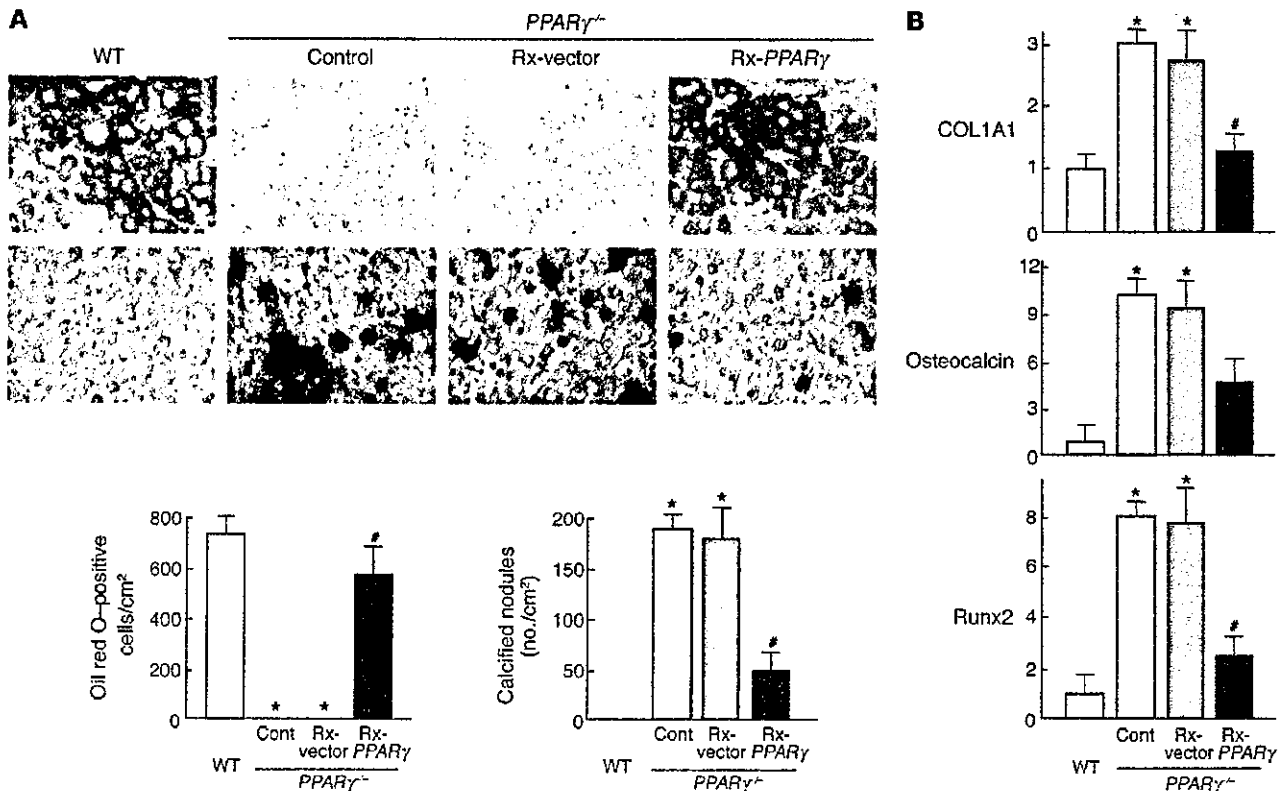 A
PPARγ-/-
WT Control Rx-vector Rx-PPARγ
Oil red O–positive
cells/cm²
800
600
400
200
0
* * #
WT
Cont Rx-vector Rx-PPARγ
PPARγ-/-
Calcified nodules
(no./cm²)
200
150
100
50
0
* * #
WT
Cont Rx-vector Rx-PPARγ
PPARγ-/-
B
COL1A1
3
2
1
0
* * #
Osteocalcin
12
9
6
3
0
* *
Runx2
8
6
4
2
0
* * #
WT
Cont Rx-vector Rx-PPARγ
PPARγ-/-